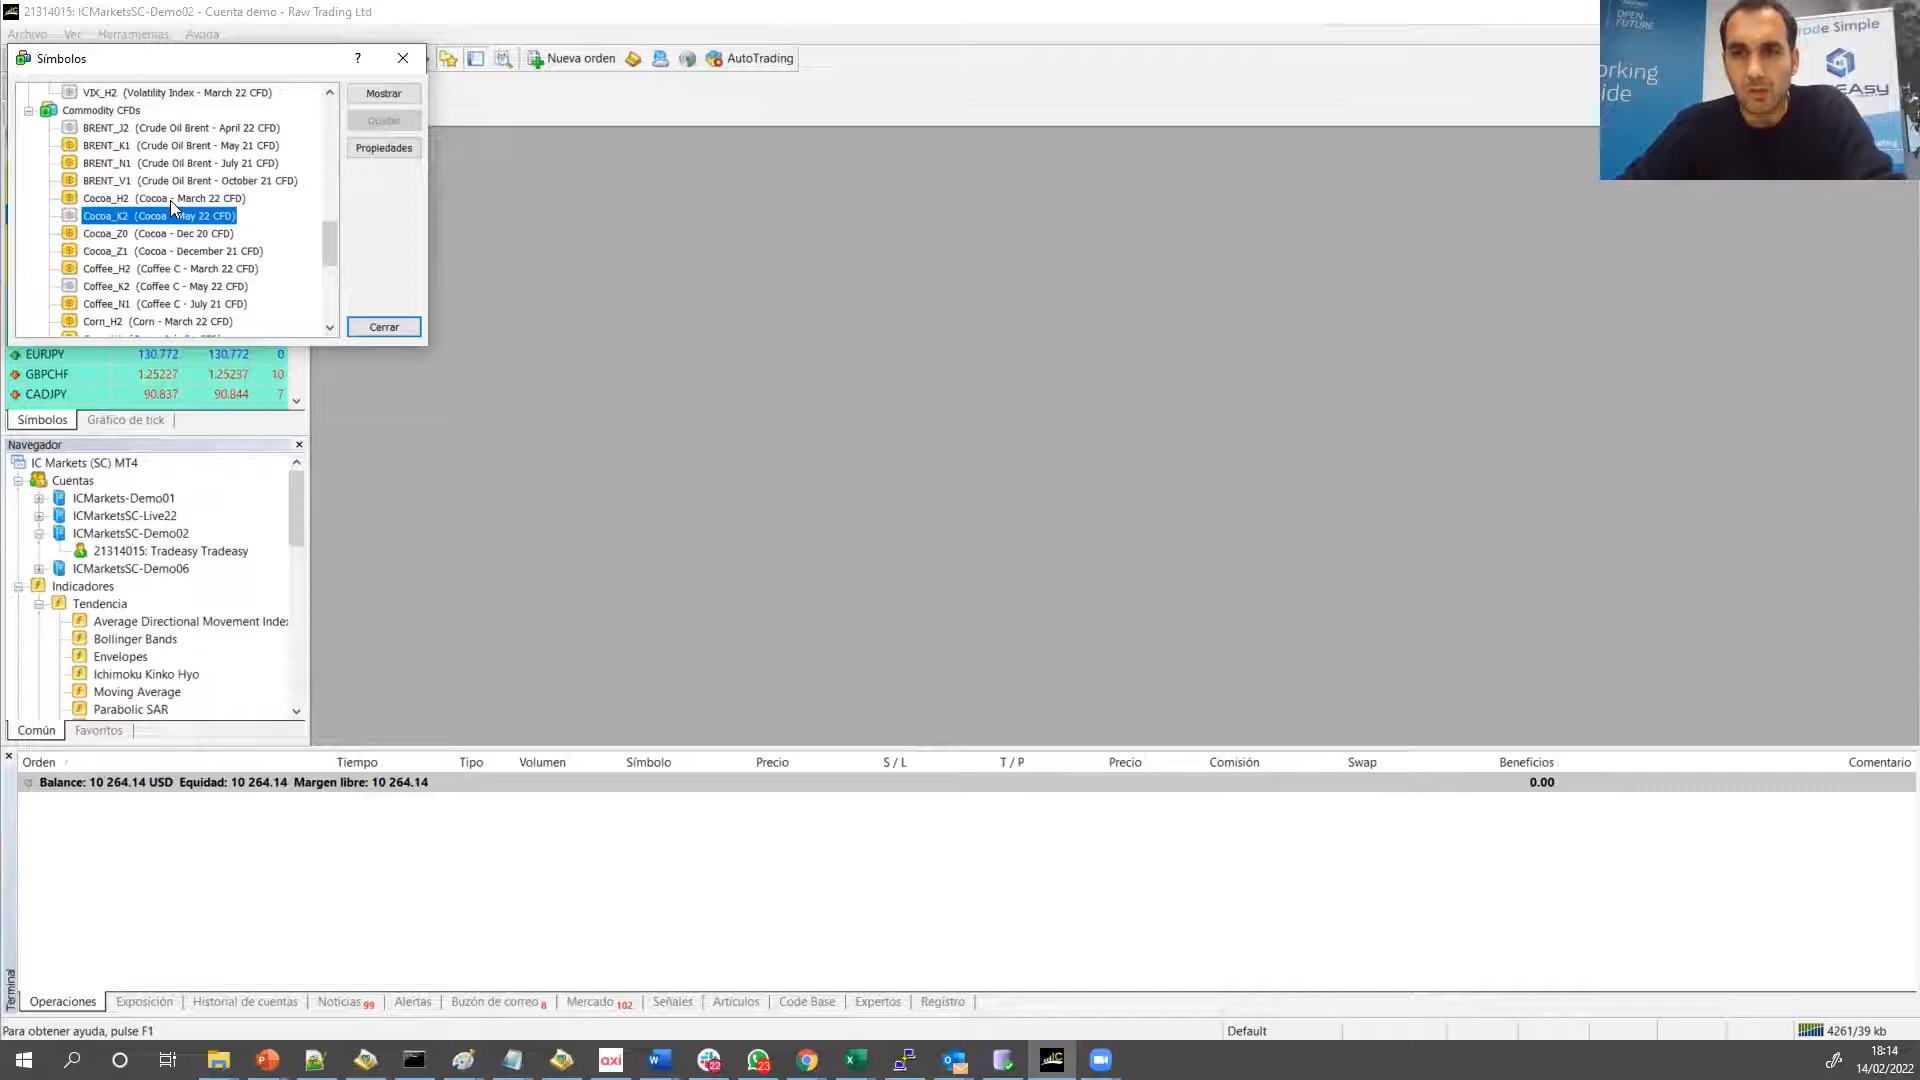 21314015: ICMarketsSC-Demo02 - Cuenta demo - Raw Trading Ltd
Archivo Ver Herramientas Ayuda
Símbolos ? 
Nueva orden AutoTrading
VIX_H2 (Volatility Index - March 22 CFD)
Commodity CFDs
BRENT_J2 (Crude Oil Brent - April 22 CFD)
BRENT_K1 (Crude Oil Brent - May 21 CFD)
BRENT_N1 (Crude Oil Brent - July 21 CFD)
BRENT_V1 (Crude Oil Brent - October 21 CFD)
Cocoa_H2 (Cocoa - March 22 CFD)
Cocoa_K2 (Cocoa May 22 CFD)
Cocoa_Z0 (Cocoa - Dec 20 CFD)
Cocoa_Z1 (Cocoa - December 21 CFD)
Coffee_H2 (Coffee C - March 22 CFD)
Coffee_K2 (Coffee C - May 22 CFD)
Coffee_N1 (Coffee C - July 21 CFD)
Corn_H2 (Corn - March 22 CFD)
Mostrar
Ocultar
Propiedades
Cerrar
OPEN
FUTURE
orking
ide
rade Simple
EASY
EURJPY 130.772 130.772 0
GBPCHF 1.25227 1.25237 10
CADJPY 90.837 90.844 7
Símbolos Gráfico de tick
Navegador
IC Markets (SC) MT4
Cuentas
ICMarkets-Demo01
ICMarketsSC-Live22
ICMarketsSC-Demo02
21314015: Tradeasy Tradeasy
ICMarketsSC-Demo06
Indicadores
Tendencia
Average Directional Movement Index
Bollinger Bands
Envelopes
Ichimoku Kinko Hyo
Moving Average
Parabolic SAR
Común Favoritos
Orden Tiempo Tipo Volumen Símbolo Precio S / L T / P Precio Comisión Swap Beneficios Comentario
Balance: 10 264.14 USD Equidad: 10 264.14 Margen libre: 10 264.14 0.00
Terminal
Operaciones Exposición Historial de cuentas Noticias 99 Alertas Buzón de correo 8 Mercado 102 Señales Artículos Code Base Expertos Registro
Para obtener ayuda, pulse F1 Default 4261/39 kb
axi 22 23 IC
18:14
14/02/2022